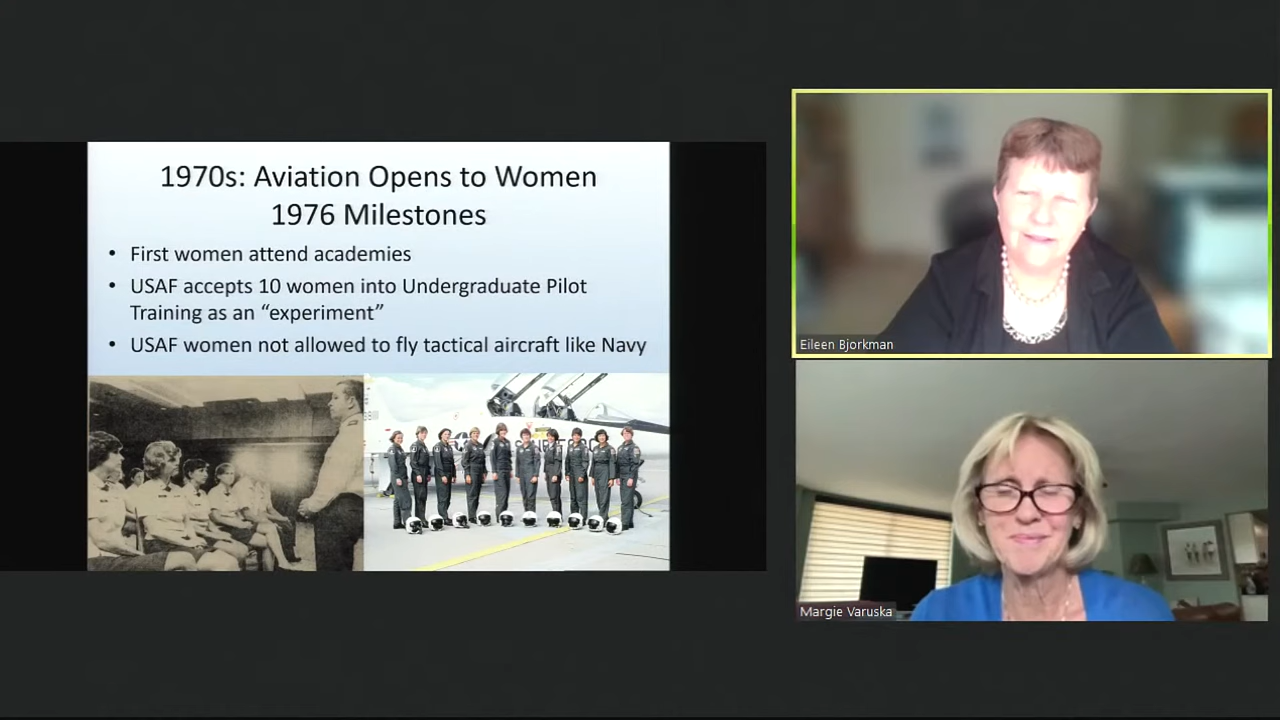 1970s: Aviation Opens to Women
1976 Milestones
• First women attend academies
• USAF accepts 10 women into Undergraduate Pilot
Training as an “experiment”
• USAF women not allowed to fly tactical aircraft like Navy
Eileen Bjorkman
Margie Varuska